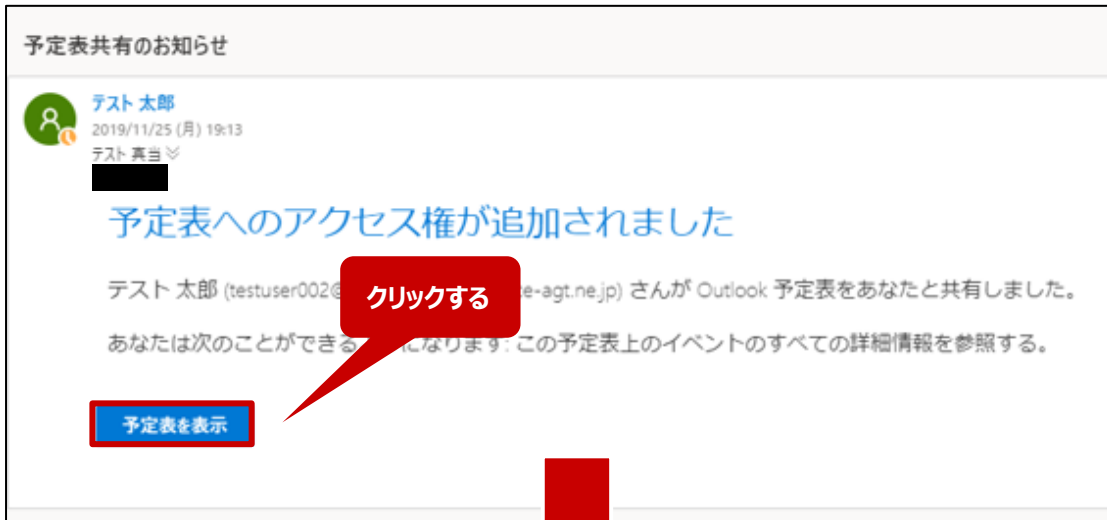 予定表共有のお知らせ
テスト 太郎
2019/11/25 (月) 19:13
テスト 真当
予定表へのアクセス権が追加されました
テスト 太郎 (testuser002@ e-agt.ne.jp) さんが Outlook 予定表をあなたと共有しました。
クリックする
あなたは次のことができる になります: この予定表上のイベントのすべての詳細情報を参照する。
予定表を表示